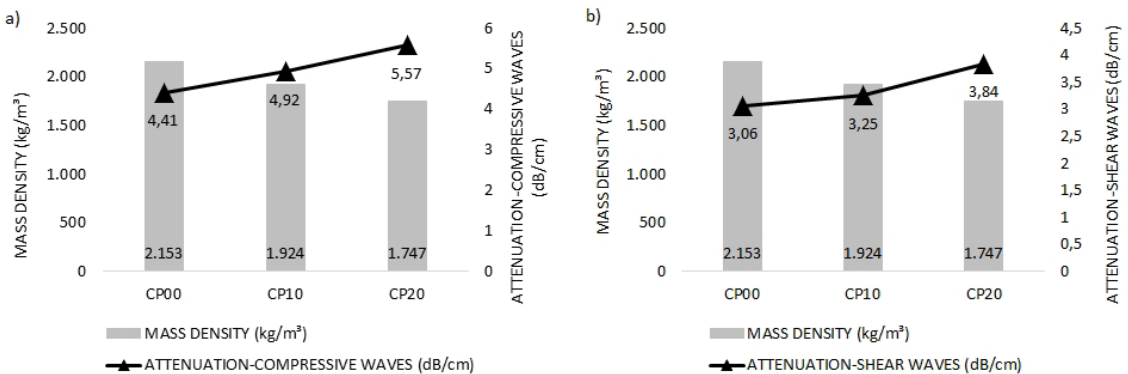 a)
MASS DENSITY (kg/m³)
2.500
2.000
1.500
1.000
500
0
4,41
4,92
5,57
2.153
1.924
1.747
CP00
CP10
CP20
6
5
4
3
2
1
0
ATTENUATION-COMPRESSIVE WAVES
(dB/cm)
MASS DENSITY (kg/m³)
ATTENUATION-COMPRESSIVE WAVES (dB/cm)
b)
MASS DENSITY (kg/m³)
2.500
2.000
1.500
1.000
500
0
3,06
3,25
3,84
2.153
1.924
1.747
CP00
CP10
CP20
4,5
4
3,5
3
2,5
2
1,5
1
0,5
0
ATTENUATION-SHEAR WAVES (dB/cm)
MASS DENSITY (kg/m³)
ATTENUATION-SHEAR WAVES (dB/cm)